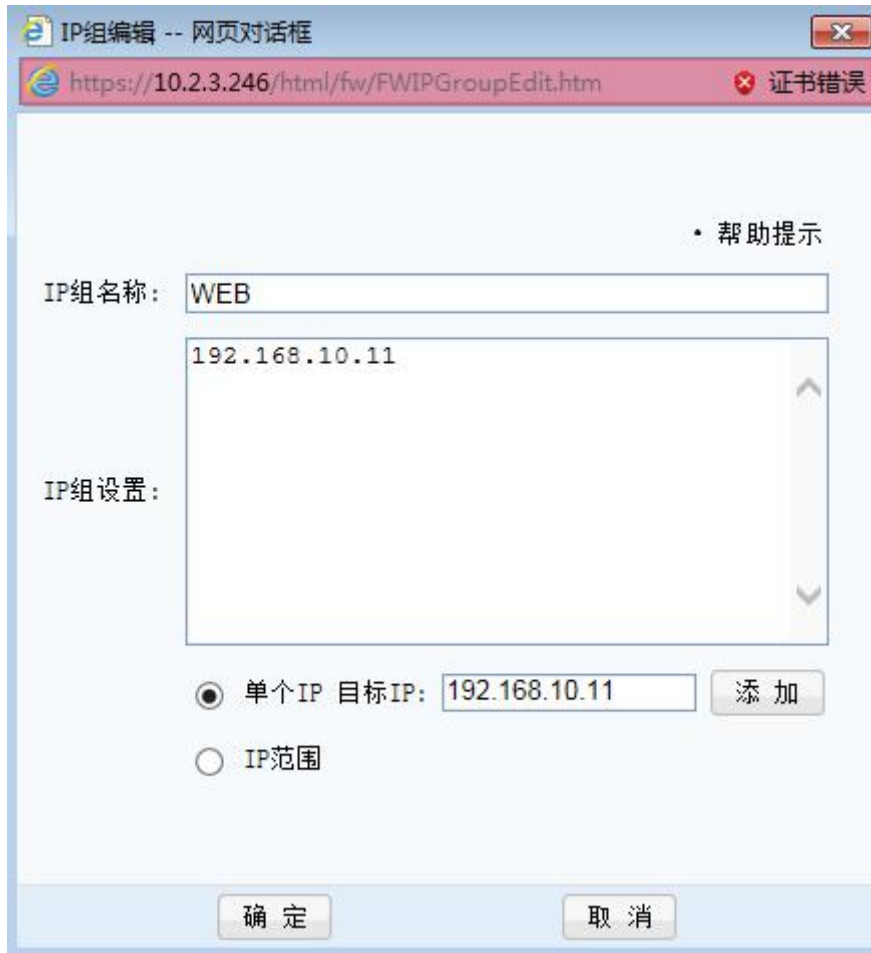 IP组编辑 -- 网页对话框
https://10.2.3.246/html/fw/FWIPGroupEdit.htm 证书错误
• 帮助提示
IP组名称: WEB
192.168.10.11
IP组设置:
单个IP 目标IP: 192.168.10.11 添 加
IP范围
确 定 取 消